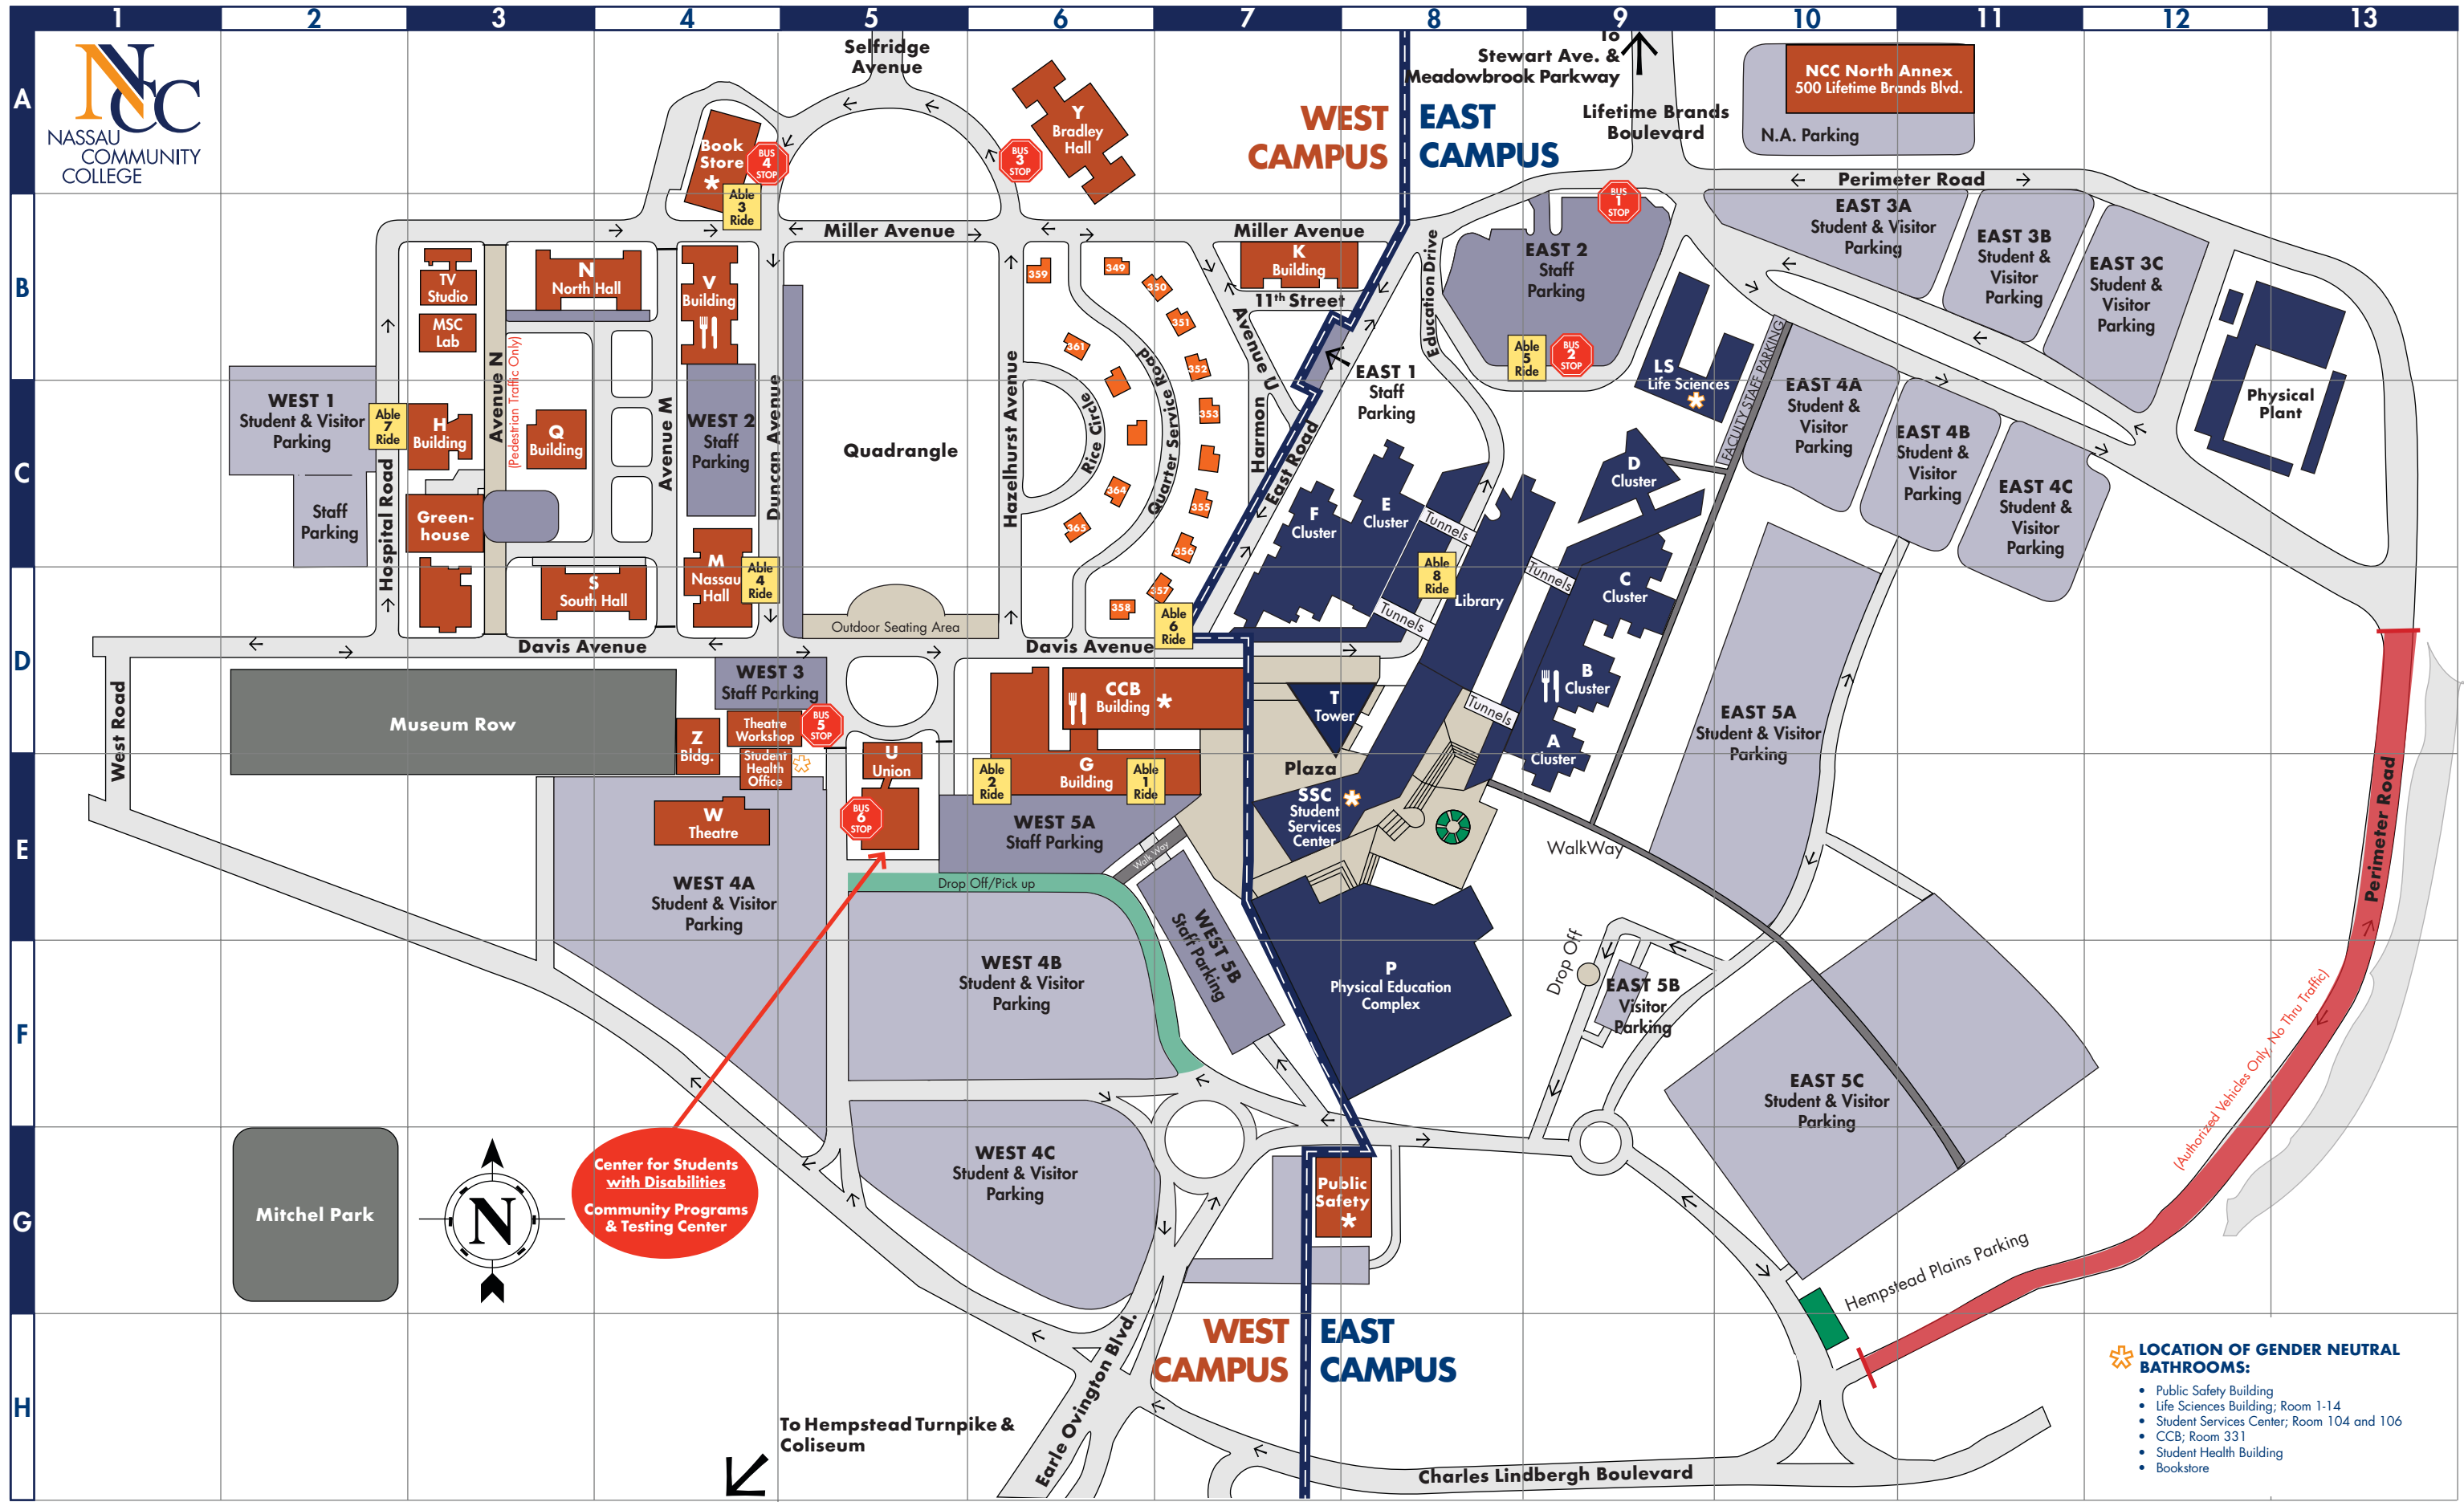 1 2 3 4 5 6 7 8 9 10 11 12 13
A
B
C
D
E
F
G
H
NCC
NASSAU
COMMUNITY
COLLEGE
Selfridge
Avenue
Book
Store
*
BUS
4
STOP
Able
3
Ride
BUS
3
STOP
Y
Bradley
Hall
WEST
CAMPUS
EAST
CAMPUS
To
Stewart Ave. &
Meadowbrook Parkway
Lifetime Brands
Boulevard
NCC North Annex
500 Lifetime Brands Blvd.
N.A. Parking
Perimeter Road
BUS
1
STOP
Miller Avenue
Miller Avenue
TV
Studio
MSC
Lab
N
North Hall
V
Building
359
349
350
351
352
353
355
356
357
358
361
364
365
K
Building
11th Street
Education Drive
EAST 2
Staff
Parking
Able
5
Ride
BUS
2
STOP
EAST 3A
Student & Visitor
Parking
EAST 3B
Student &
Visitor
Parking
EAST 3C
Student &
Visitor
Parking
LS
Life Sciences
FACULTY STAFF PARKING
EAST 4A
Student &
Visitor
Parking
EAST 4B
Student &
Visitor
Parking
EAST 4C
Student &
Visitor
Parking
Physical
Plant
WEST 1
Student & Visitor
Parking
Staff
Parking
Able
7
Ride
Hospital Road
H
Building
Avenue N
(Pedestrian Traffic Only)
Q
Building
Green-
house
Avenue M
WEST 2
Staff
Parking
Duncan Avenue
Quadrangle
Hazelhurst Avenue
Rice Circle
Quarter Service Road
Harmon
Avenue U
East Road
EAST 1
Staff
Parking
F
Cluster
E
Cluster
Tunnels
Tunnels
Tunnels
Tunnels
D
Cluster
C
Cluster
B
Cluster
A
Cluster
Library
Able
8
Ride
S
South Hall
M
Nassau
Hall
Able
4
Ride
Outdoor Seating Area
Able
6
Ride
Davis Avenue
Davis Avenue
West Road
Museum Row
WEST 3
Staff Parking
Z
Bldg.
Theatre
Workshop
Student
Health
Office
BUS
5
STOP
U
Union
BUS
6
STOP
W
Theatre
CCB
Building *
G
Building
Able
2
Ride
Able
1
Ride
T
Tower
Plaza
SSC
Student
Services
Center
EAST 5A
Student & Visitor
Parking
WalkWay
WEST 5A
Staff Parking
Walk Way
Drop Off/Pick up
WEST 4A
Student & Visitor
Parking
WEST 4B
Student & Visitor
Parking
WEST 5B
Staff Parking
P
Physical Education
Complex
Drop Off
EAST 5B
Visitor
Parking
EAST 5C
Student & Visitor
Parking
Perimeter Road
(Authorized Vehicles Only, No Thru Traffic)
Mitchel Park
N
Center for Students
with Disabilities
Community Programs
& Testing Center
WEST 4C
Student & Visitor
Parking
Public
Safety
*
Hempstead Plains Parking
WEST
CAMPUS
EAST
CAMPUS
To Hempstead Turnpike &
Coliseum
Earle Ovington Blvd.
Charles Lindbergh Boulevard
LOCATION OF GENDER NEUTRAL
BATHROOMS:
• Public Safety Building
• Life Sciences Building; Room 1-14
• Student Services Center; Room 104 and 106
• CCB; Room 331
• Student Health Building
• Bookstore